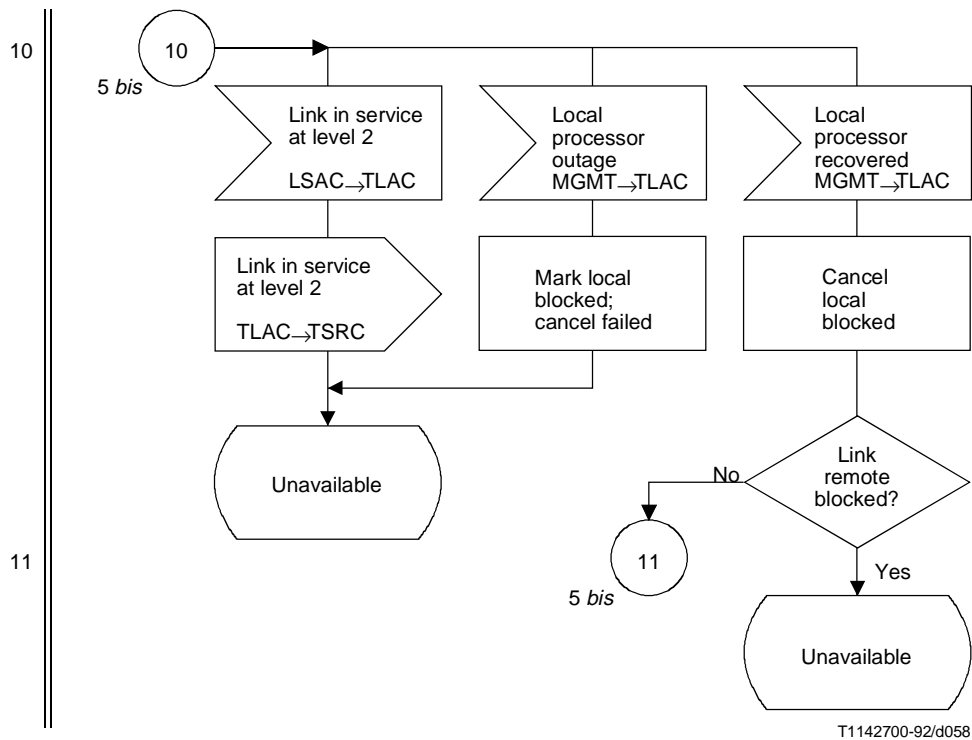 10
10
5 bis
Link in service
at level 2
LSAC→TLAC
Local
processor
outage
MGMT→TLAC
Local
processor
recovered
MGMT→TLAC
Link in service
at level 2
TLAC→TSRC
Mark local
blocked;
cancel failed
Cancel
local
blocked
Unavailable
Link
remote
blocked?
No
11
11
5 bis
Yes
Unavailable
T1142700-92/d058